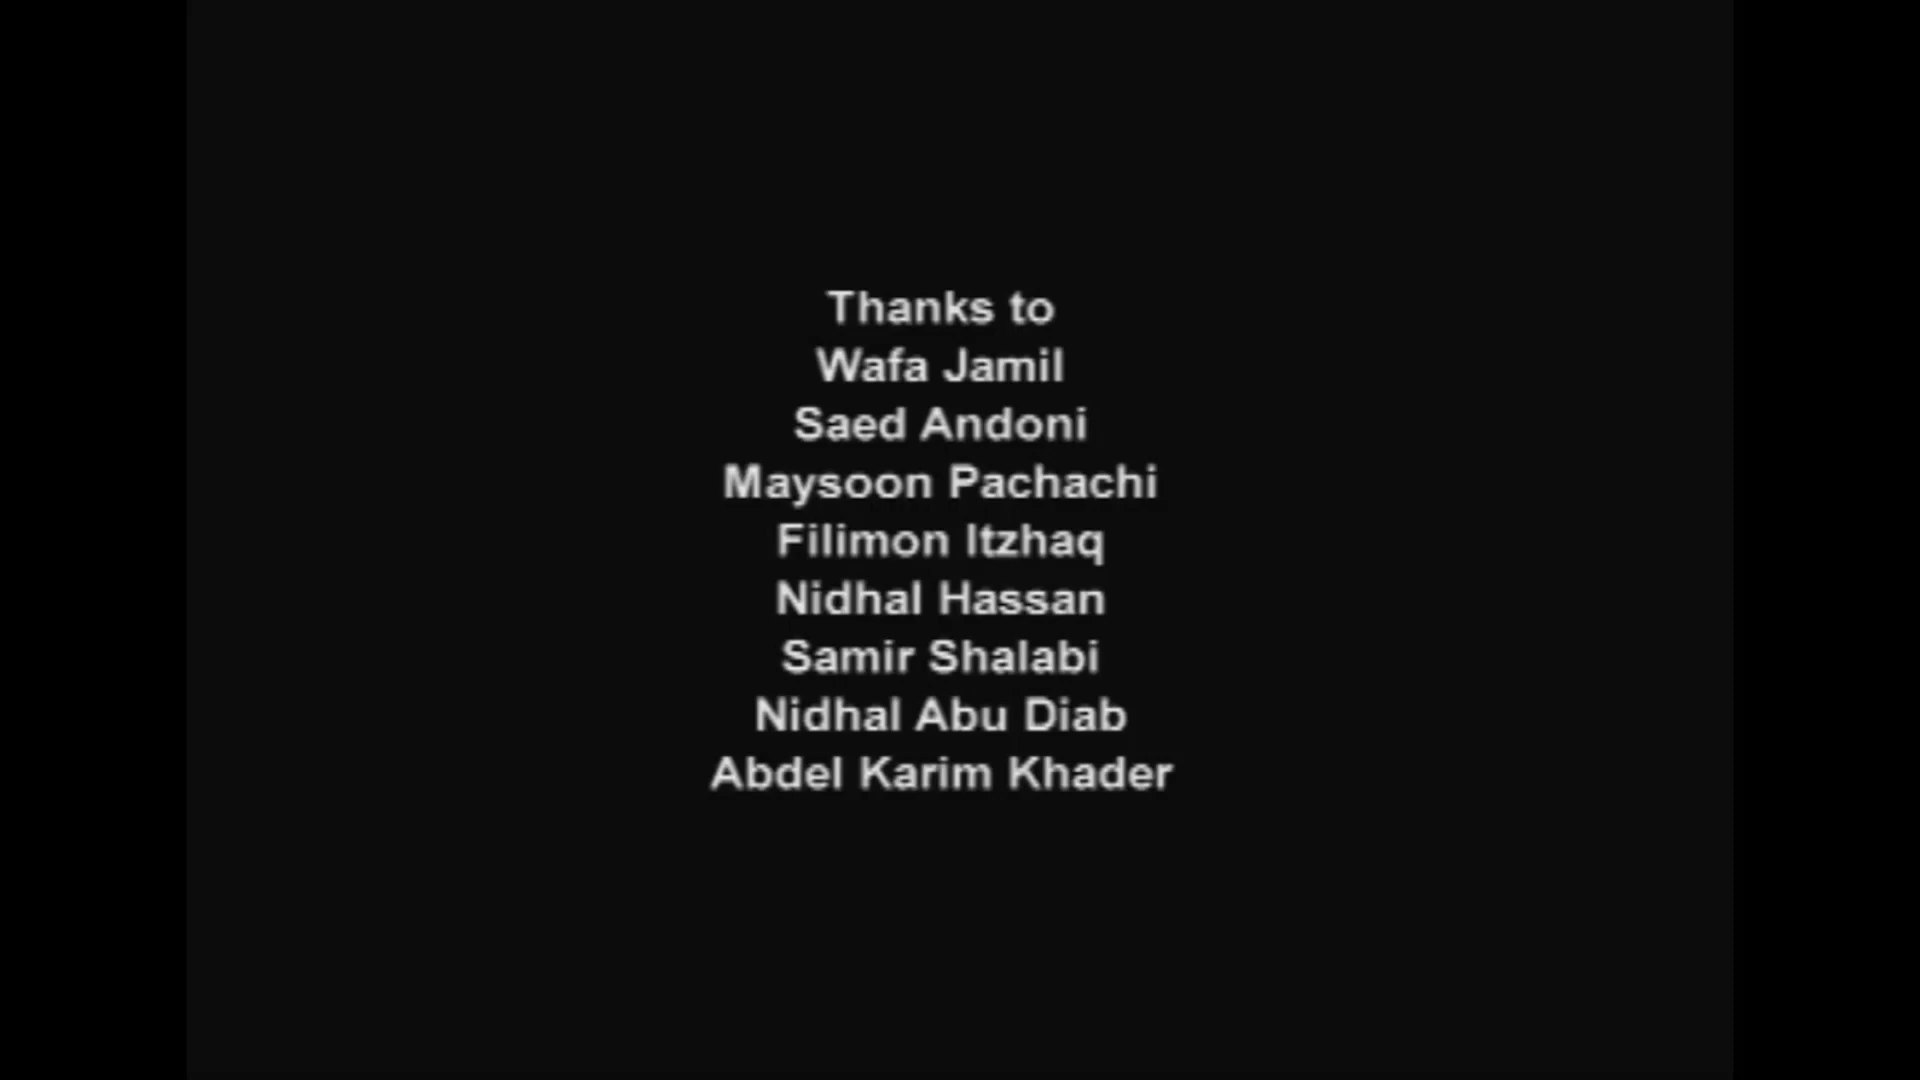 Thanks to
Wafa Jamil
Saed Andoni
Maysoon Pachachi
Filimon Itzhaq
Nidhal Hassan
Samir Shalabi
Nidhal Abu Diab
Abdel Karim Khader